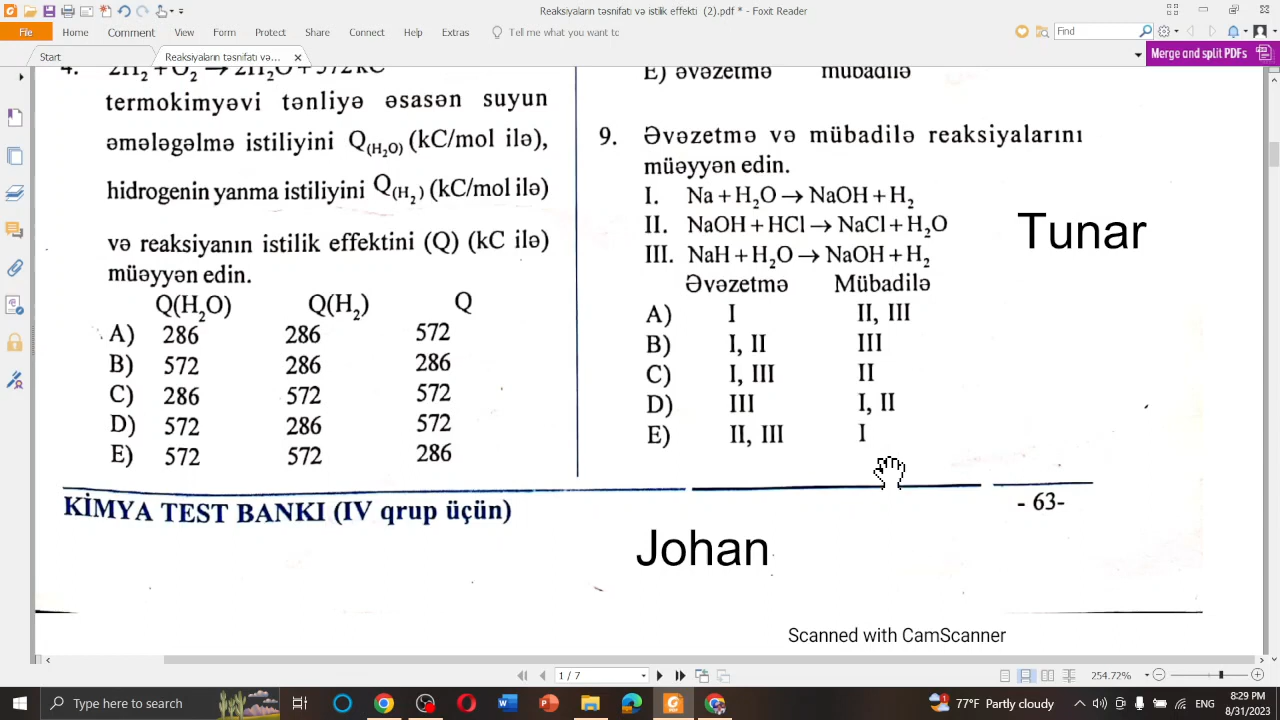 Reaksiyaların təsnifatı və istilik effekti (2).pdf * - Foxit Reader
File Home Comment View Form Protect Share Connect Help Extras Tell me what you want to do... Find
Start Reaksiyaların təsnifatı və... Merge and split PDFs
4. 2H₂+O₂→2H₂O+572 kC
termokimyəvi tənliyə əsasən suyun
əmələgəlmə istiliyini Q(H₂O) (kC/mol ilə),
hidrogenin yanma istiliyini Q(H₂) (kC/mol ilə)
və reaksiyanın istilik effektini (Q) (kC ilə)
müəyyən edin.
Q(H₂O) Q(H₂) Q
A) 286 286 572
B) 572 286 286
C) 286 572 572
D) 572 286 572
E) 572 572 286
E) əvəzetmə mübadilə
9. Əvəzetmə və mübadilə reaksiyalarını
müəyyən edin.
I. Na + H₂O → NaOH + H₂
II. NaOH + HCl → NaCl + H₂O
III. NaH + H₂O → NaOH + H₂
Əvəzetmə Mübadilə
A) I II, III
B) I, II III
C) I, III II
D) III I, II
E) II, III I
Tunar
KİMYA TEST BANKI (IV qrup üçün)
- 63-
Johan
Scanned with CamScanner
1 / 7 254.72%
Type here to search 77°F Partly cloudy ENG 8:29 PM
8/31/2023